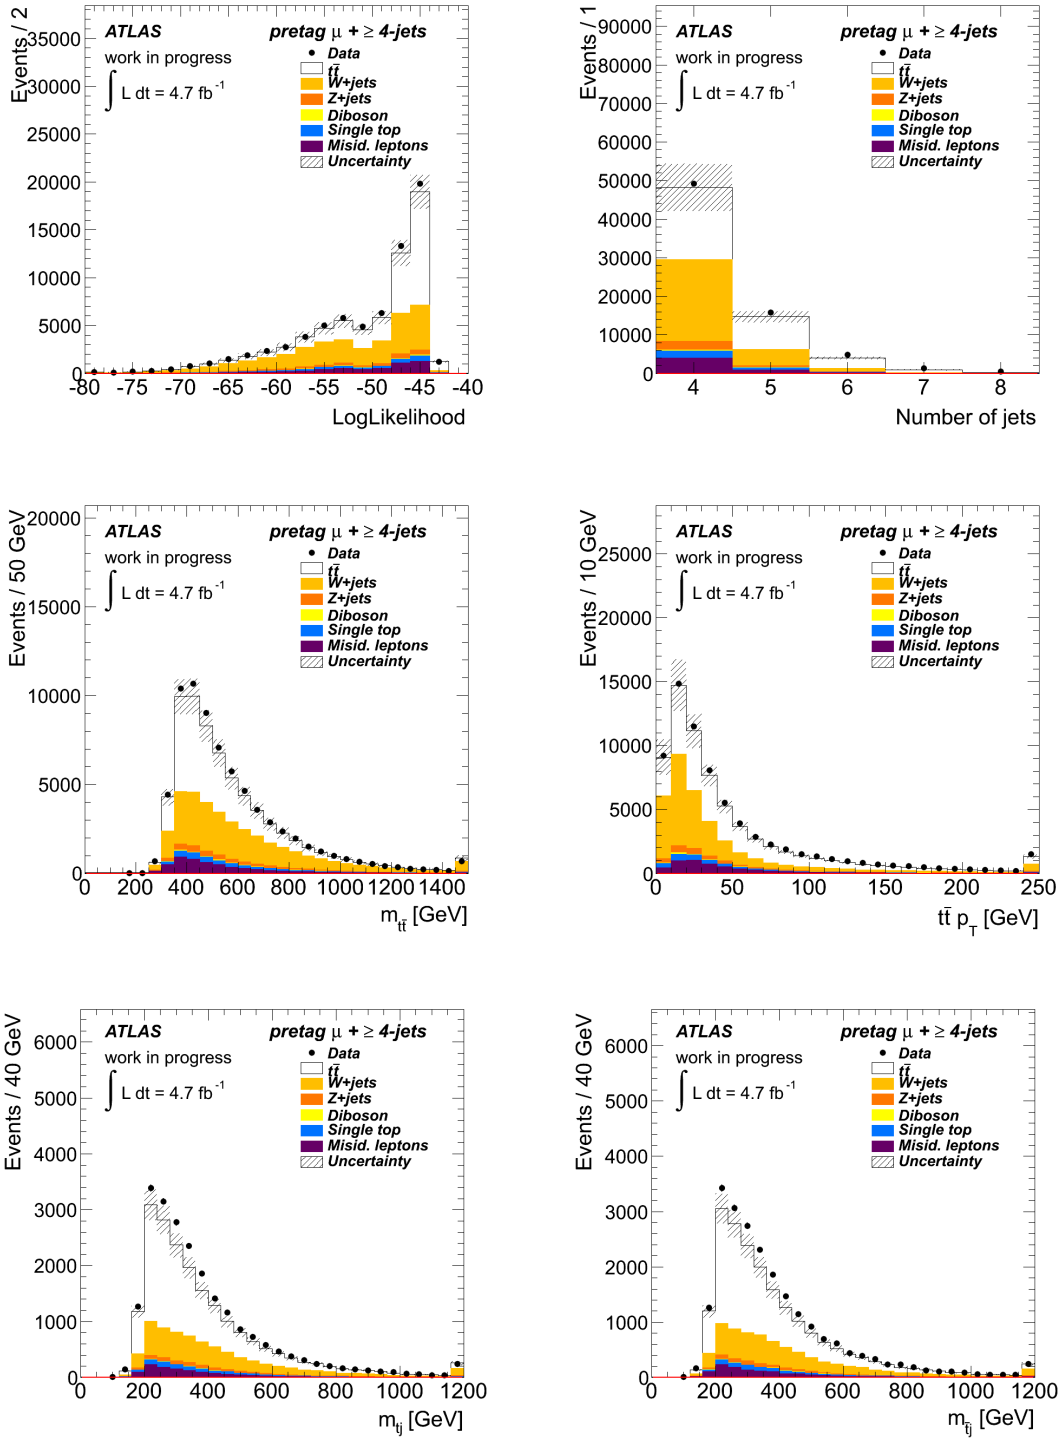 Events / 2
35000
30000
25000
20000
15000
10000
5000
0
ATLAS
work in progress
∫ L dt = 4.7 fb⁻¹
pretag μ + ≥ 4-jets
Data
tt̄
W+jets
Z+jets
Diboson
Single top
Misid. leptons
Uncertainty
-80 -75 -70 -65 -60 -55 -50 -45 -40
LogLikelihood
Events / 1
90000
80000
70000
60000
50000
40000
30000
20000
10000
0
ATLAS
work in progress
∫ L dt = 4.7 fb⁻¹
pretag μ + ≥ 4-jets
Data
tt̄
W+jets
Z+jets
Diboson
Single top
Misid. leptons
Uncertainty
4 5 6 7 8
Number of jets
Events / 50 GeV
20000
15000
10000
5000
0
ATLAS
work in progress
∫ L dt = 4.7 fb⁻¹
pretag μ + ≥ 4-jets
Data
tt̄
W+jets
Z+jets
Diboson
Single top
Misid. leptons
Uncertainty
0 200 400 600 800 1000 1200 1400
m_tt̄ [GeV]
Events / 10 GeV
25000
20000
15000
10000
5000
0
ATLAS
work in progress
∫ L dt = 4.7 fb⁻¹
pretag μ + ≥ 4-jets
Data
tt̄
W+jets
Z+jets
Diboson
Single top
Misid. leptons
Uncertainty
0 50 100 150 200 250
tt̄ p_T [GeV]
Events / 40 GeV
6000
5000
4000
3000
2000
1000
0
ATLAS
work in progress
∫ L dt = 4.7 fb⁻¹
pretag μ + ≥ 4-jets
Data
tt̄
W+jets
Z+jets
Diboson
Single top
Misid. leptons
Uncertainty
0 200 400 600 800 1000 1200
m_tj [GeV]
Events / 40 GeV
6000
5000
4000
3000
2000
1000
0
ATLAS
work in progress
∫ L dt = 4.7 fb⁻¹
pretag μ + ≥ 4-jets
Data
tt̄
W+jets
Z+jets
Diboson
Single top
Misid. leptons
Uncertainty
0 200 400 600 800 1000 1200
m_t̄j [GeV]